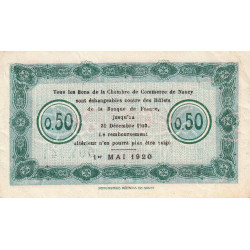 Tous les Bons de la Chambre de Commerce de Nancy
sont échangeables contre des Billets
de la Banque de France,
jusqu'au
31 Décembre
Le remboursement
ultérieur n'en pourra plus être exigé
0.50
0.50
1er MAI 1920